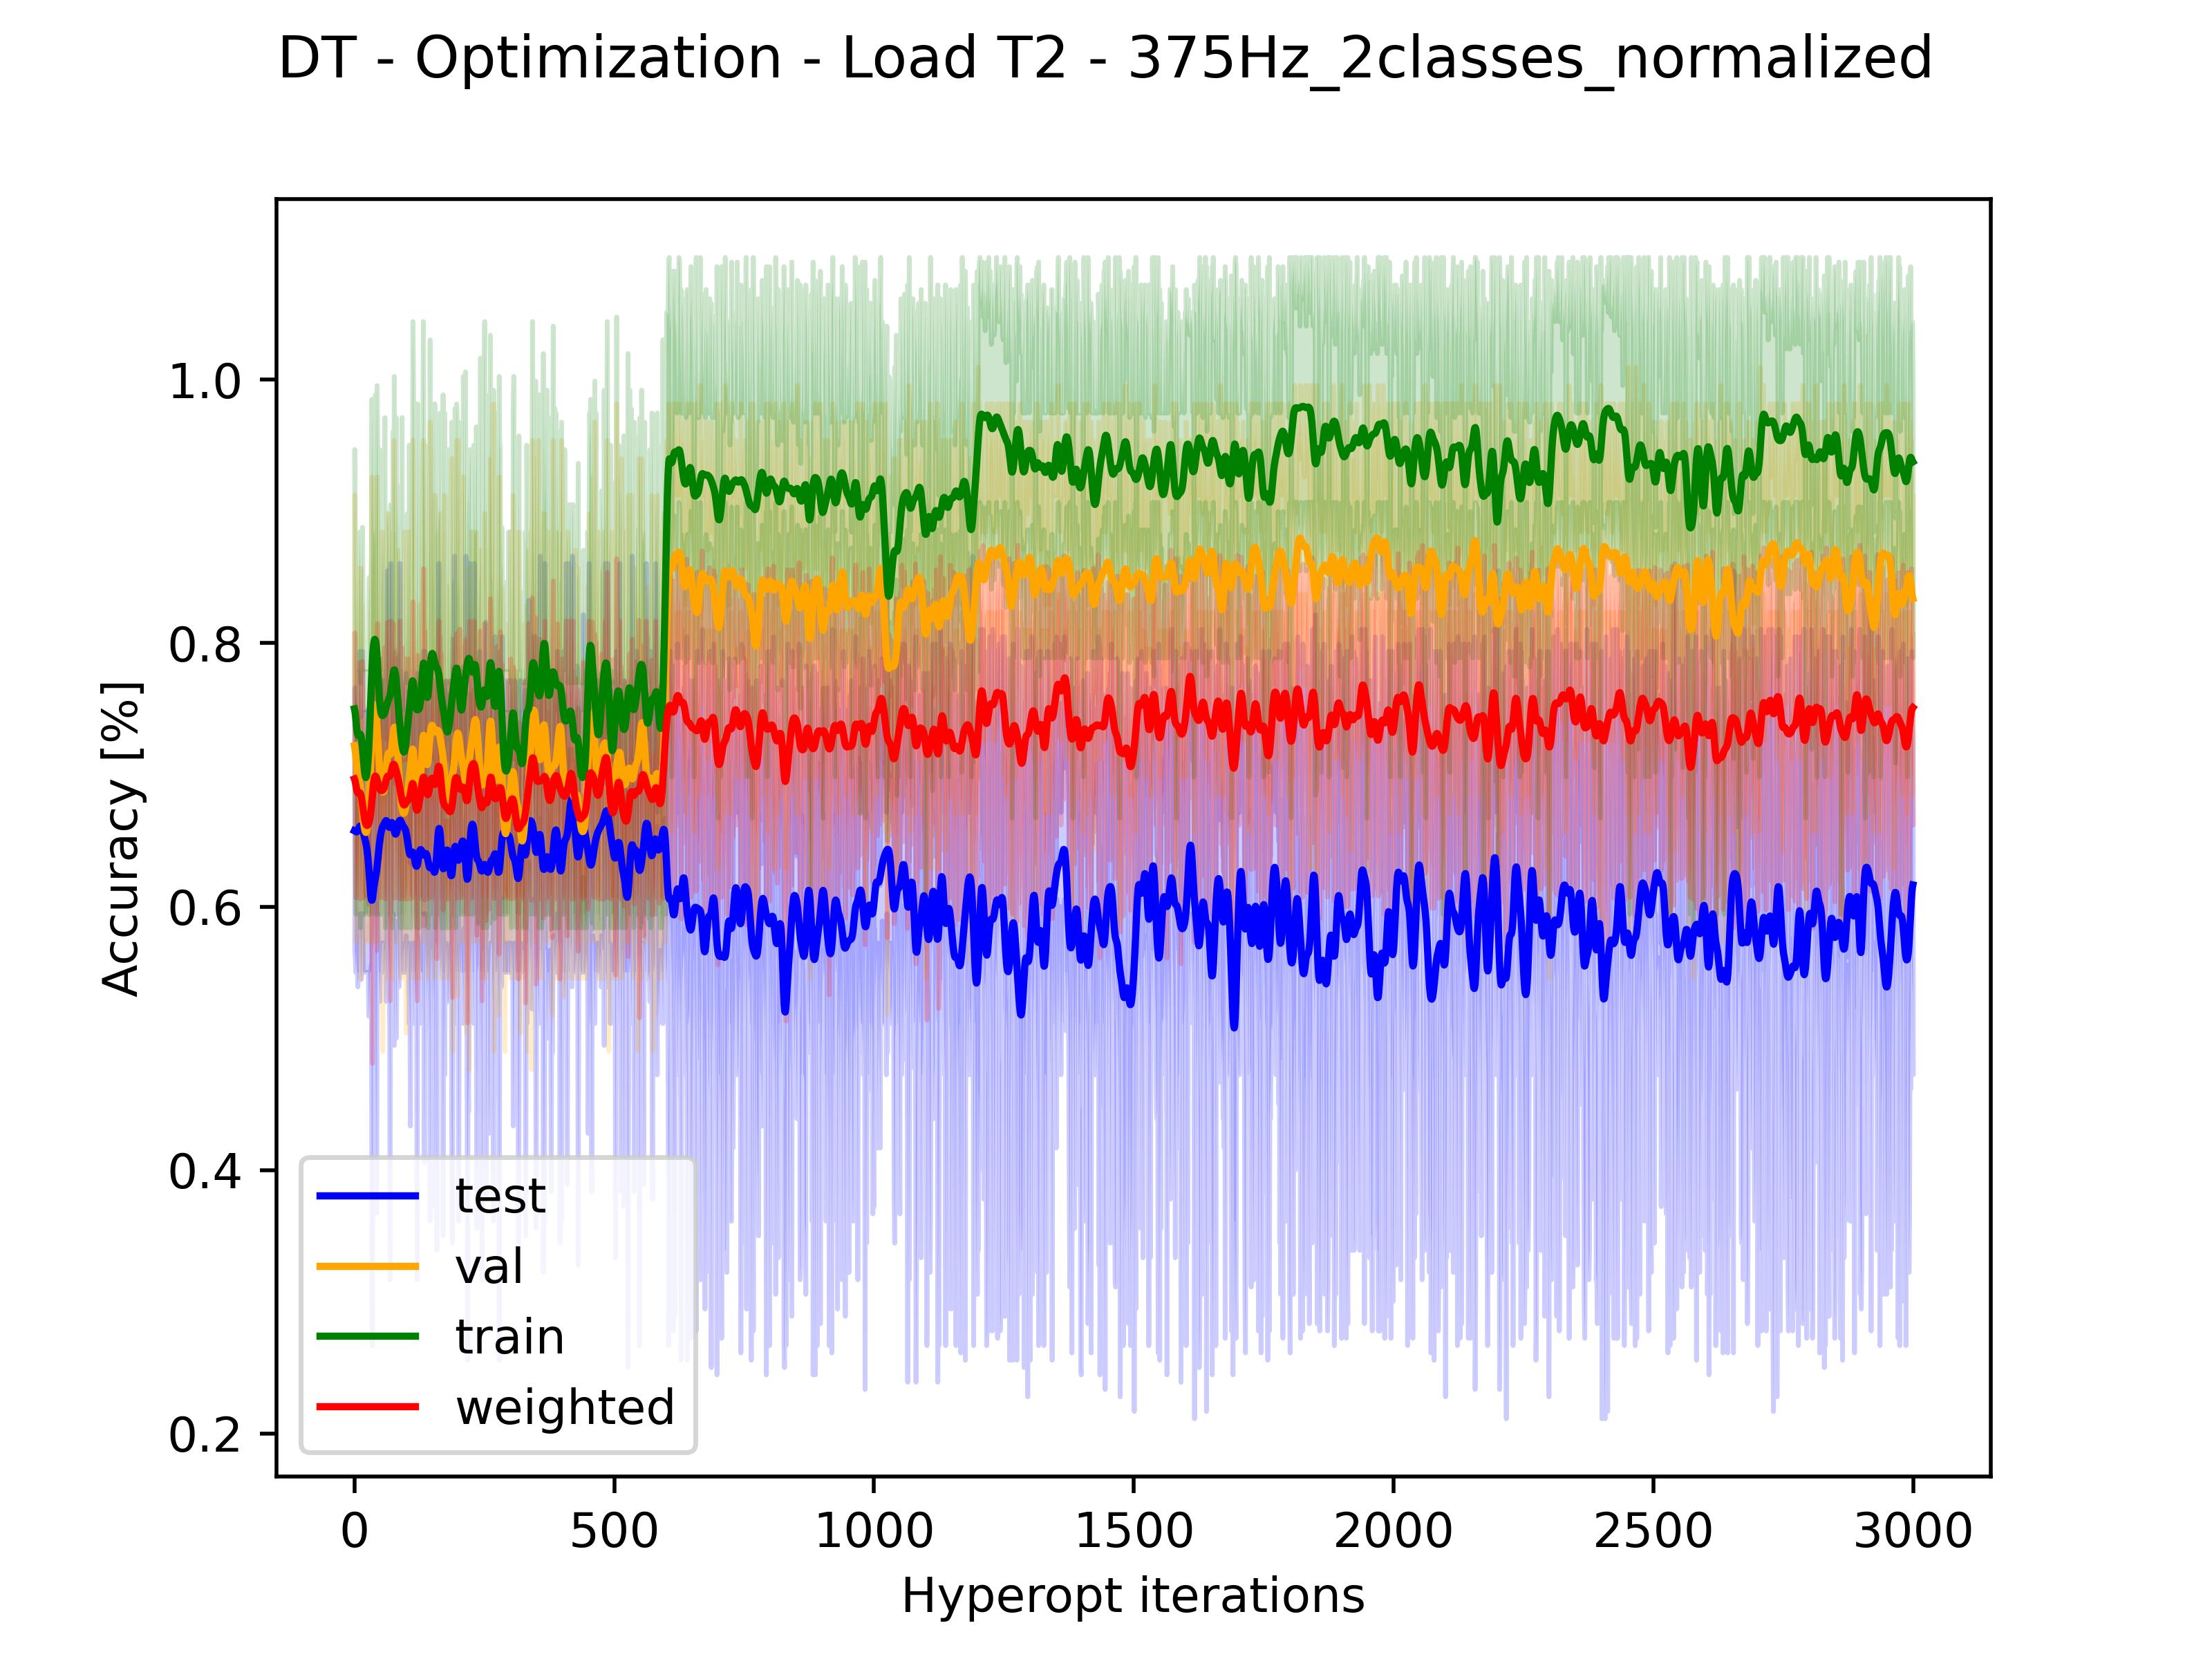 DT - Optimization - Load T2 - 375Hz_2classes_normalized
Accuracy [%]
1.0
0.8
0.6
0.4
0.2
test
val
train
weighted
0 500 1000 1500 2000 2500 3000
Hyperopt iterations